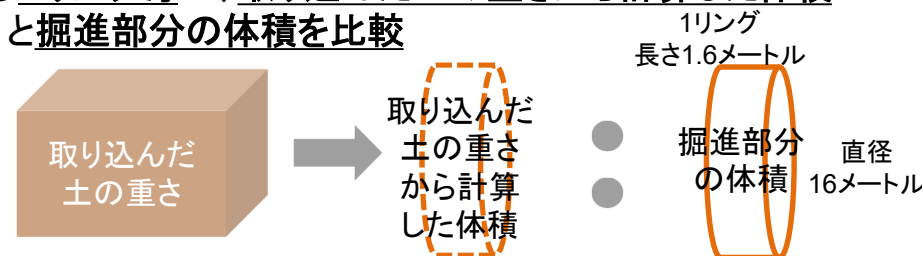 と掘進部分の体積を比較
1リング
長さ1.6メートル
取り込んだ
土の重さ
取り込んだ
土の重さ
から計算
した体積
掘進部分
の体積
直径
16メートル